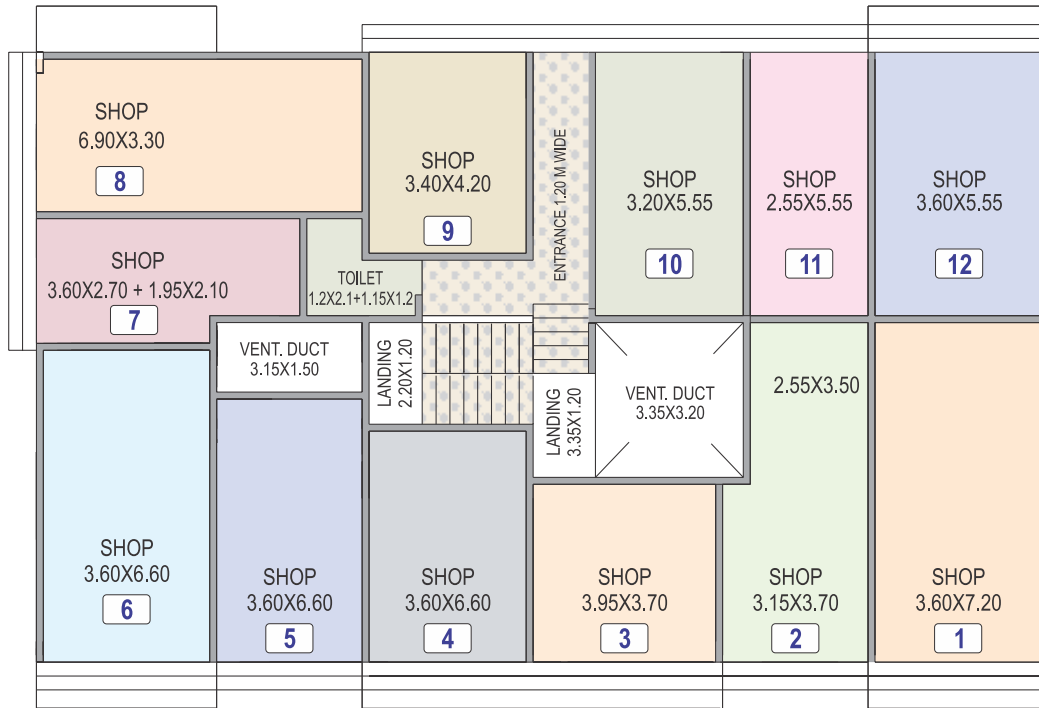 SHOP
6.90X3.30
8
SHOP
3.40X4.20
9
ENTRANCE 1.20 M WIDE
SHOP
3.20X5.55
10
SHOP
2.55X5.55
11
SHOP
3.60X5.55
12
SHOP
3.60X2.70 + 1.95X2.10
7
TOILET
1.2X2.1+1.15X1.2
VENT. DUCT
3.15X1.50
LANDING
2.20X1.20
LANDING
3.35X1.20
VENT. DUCT
3.35X3.20
2.55X3.50
SHOP
3.60X6.60
6
SHOP
3.60X6.60
5
SHOP
3.60X6.60
4
SHOP
3.95X3.70
3
SHOP
3.15X3.70
2
SHOP
3.60X7.20
1